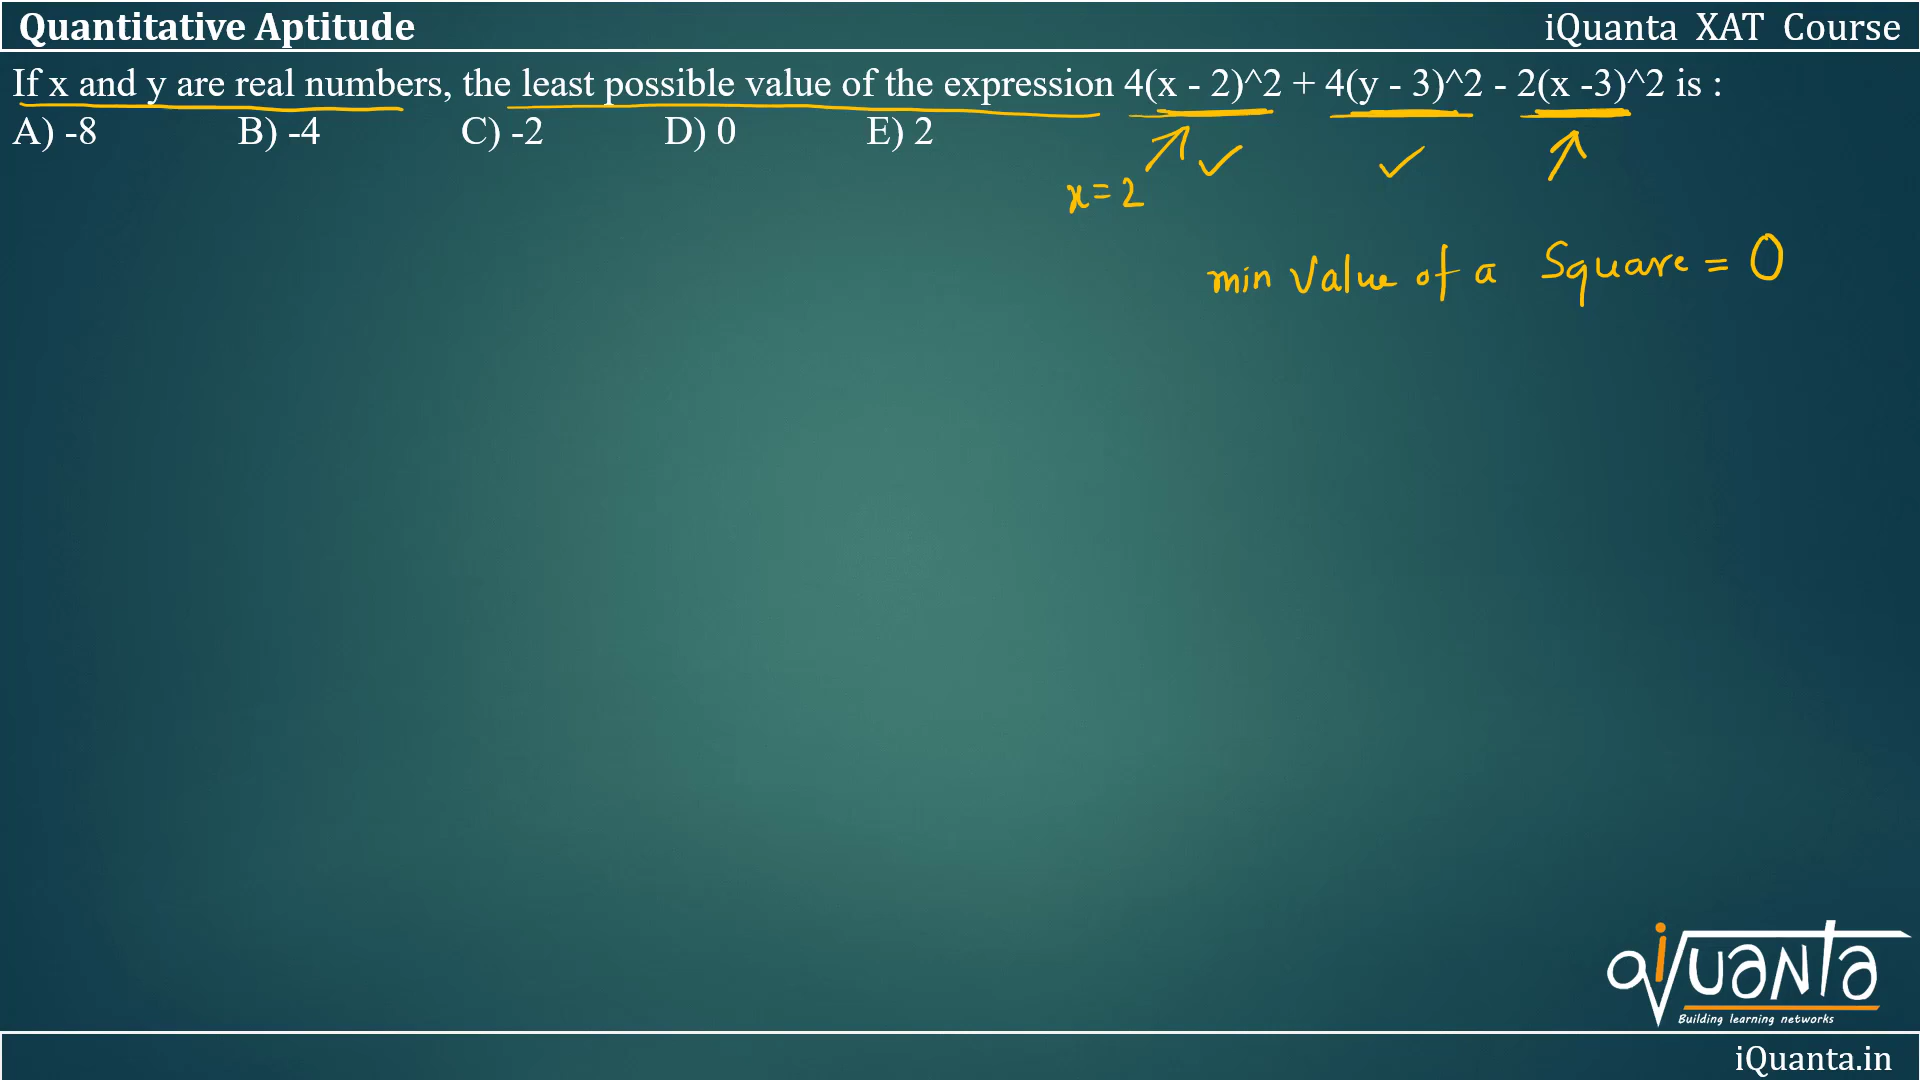 Quantitative Aptitude
iQuanta XAT Course
If x and y are real numbers, the least possible value of the expression 4(x - 2)^2 + 4(y - 3)^2 - 2(x -3)^2 is :
A) -8 B) -4 C) -2 D) 0 E) 2
x=2
min Value of a Square = 0
iQuanta
Building learning networks
iQuanta.in